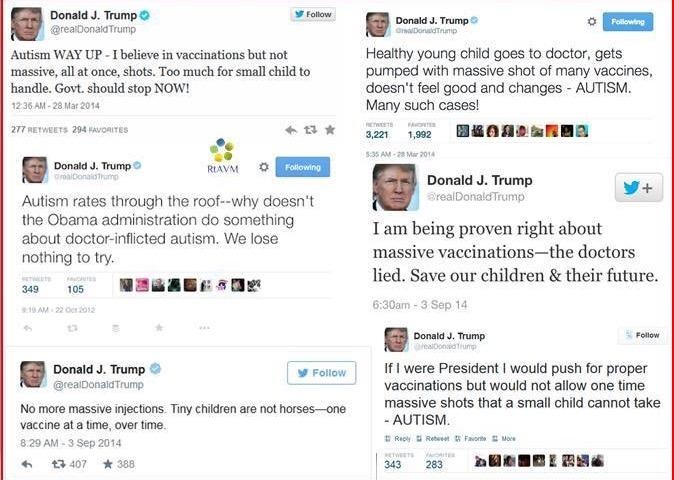 Donald J. Trump
@realDonaldTrump
Follow
Autism WAY UP - I believe in vaccinations but not
massive, all at once, shots. Too much for small child to
handle. Govt. should stop NOW!
12:36 AM - 28 Mar 2014
277 RETWEETS 294 FAVORITES
Donald J. Trump
@realDonaldTrump
Following
Healthy young child goes to doctor, gets
pumped with massive shot of many vaccines,
doesn't feel good and changes - AUTISM.
Many such cases!
RETWEETS FAVORITES
3,221 1,992
5:35 AM - 28 Mar 2014
RtAVM
Donald J. Trump
@realDonaldTrump
Following
Autism rates through the roof--why doesn't
the Obama administration do something
about doctor-inflicted autism. We lose
nothing to try.
RETWEETS FAVORITES
349 105
9:19 AM - 22 Oct 2012
Donald J. Trump
@realDonaldTrump
I am being proven right about
massive vaccinations—the doctors
lied. Save our children & their future.
6:30am - 3 Sep 14
Donald J. Trump
@realDonaldTrump
Follow
No more massive injections. Tiny children are not horses—one
vaccine at a time, over time.
8:29 AM - 3 Sep 2014
407 388
Donald J. Trump
@realDonaldTrump
Follow
If I were President I would push for proper
vaccinations but would not allow one time
massive shots that a small child cannot take
- AUTISM.
Reply Retweet Favorite More
RETWEETS FAVORITES
343 283